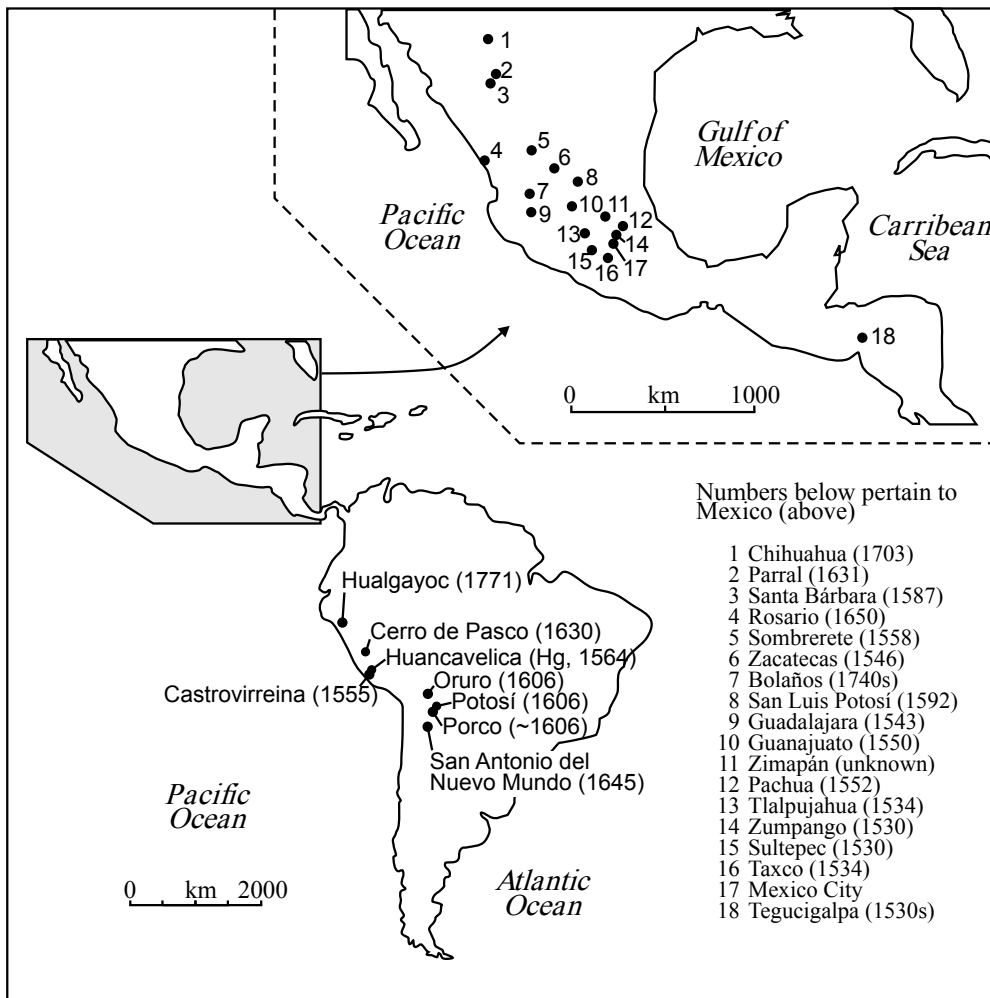 1
2
3
4
5
6
7
8
9
10
11
12
13
14
15
16
17
18
Gulf of
Mexico
Pacific
Ocean
Carribean
Sea
0 km 1000
Numbers below pertain to
Mexico (above)
1 Chihuahua (1703)
2 Parral (1631)
3 Santa Bárbara (1587)
4 Rosario (1650)
5 Sombrerete (1558)
6 Zacatecas (1546)
7 Bolaños (1740s)
8 San Luis Potosí (1592)
9 Guadalajara (1543)
10 Guanajuato (1550)
11 Zimapán (unknown)
12 Pachua (1552)
13 Tlalpujahua (1534)
14 Zumpango (1530)
15 Sultepec (1530)
16 Taxco (1534)
17 Mexico City
18 Tegucigalpa (1530s)
Hualgayoc (1771)
Cerro de Pasco (1630)
Huancavelica (Hg, 1564)
Castrovirreina (1555)
Oruro (1606)
Potosí (1606)
Porco (~1606)
San Antonio del
Nuevo Mundo (1645)
Pacific
Ocean
Atlantic
Ocean
0 km 2000